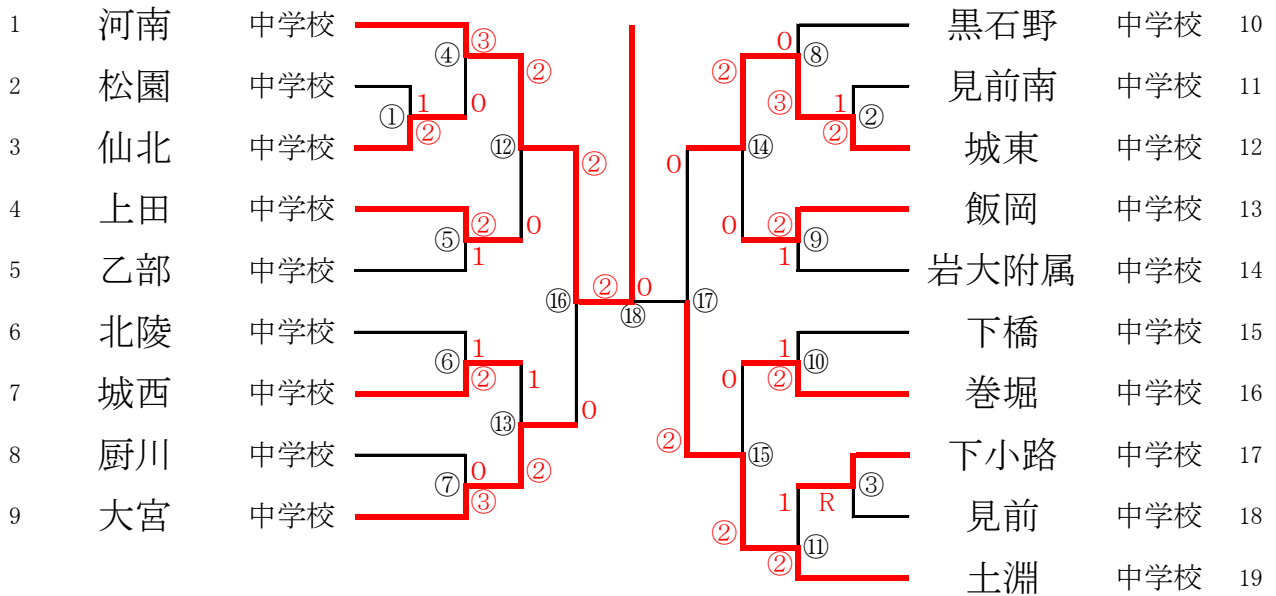 1 河南 中学校
2 松園 中学校
3 仙北 中学校
4 上田 中学校
5 乙部 中学校
6 北陵 中学校
7 城西 中学校
8 厨川 中学校
9 大宮 中学校
④ ③
② 
① 1 0
②
⑫ ②
② 0
⑤ 1
1
⑥ ② 1
⑬ 0
0 ②
⑦ ③
⑯ ② 0 ⑰
⑱
0 ⑧
② ③ 1 ②
②
0 ⑭
0 ② ⑨
1
1 ⑩
0 ②
② ⑮
1 R ③
② ⑪
②
黒石野 中学校 10
見前南 中学校 11
城東 中学校 12
飯岡 中学校 13
岩大附属 中学校 14
下橋 中学校 15
巻堀 中学校 16
下小路 中学校 17
見前 中学校 18
土淵 中学校 19